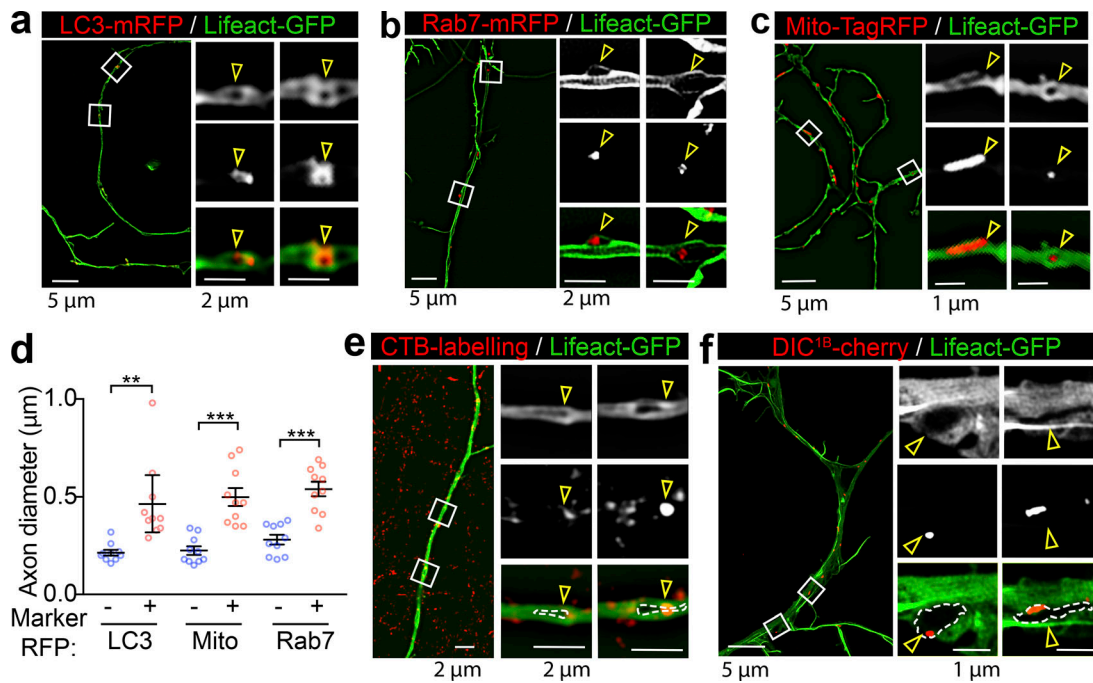 a
LC3-mRFP / Lifeact-GFP
5 µm
2 µm
b
Rab7-mRFP / Lifeact-GFP
5 µm
2 µm
c
Mito-TagRFP / Lifeact-GFP
5 µm
1 µm
d
Axon diameter (µm)
1.0
0.5
0.0
**
***
***
Marker - + - + - +
RFP: LC3 Mito Rab7
e
CTB-labelling / Lifeact-GFP
2 µm
2 µm
f
DIC1B-cherry / Lifeact-GFP
5 µm
1 µm